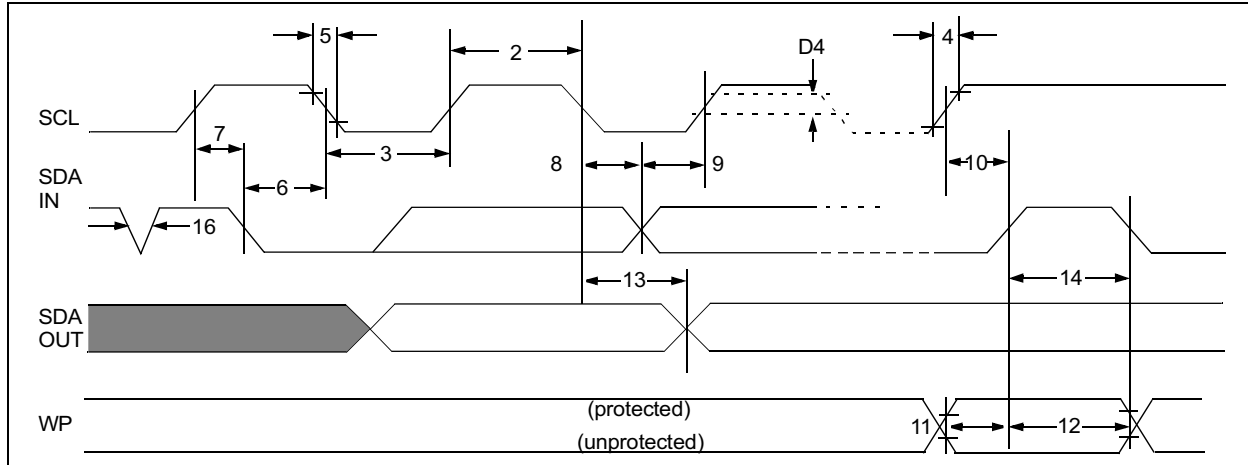 5
2
D4
4
SCL
7
3
8
9
10
SDA
IN
6
16
13
14
SDA
OUT
WP
(protected)
(unprotected)
11
12